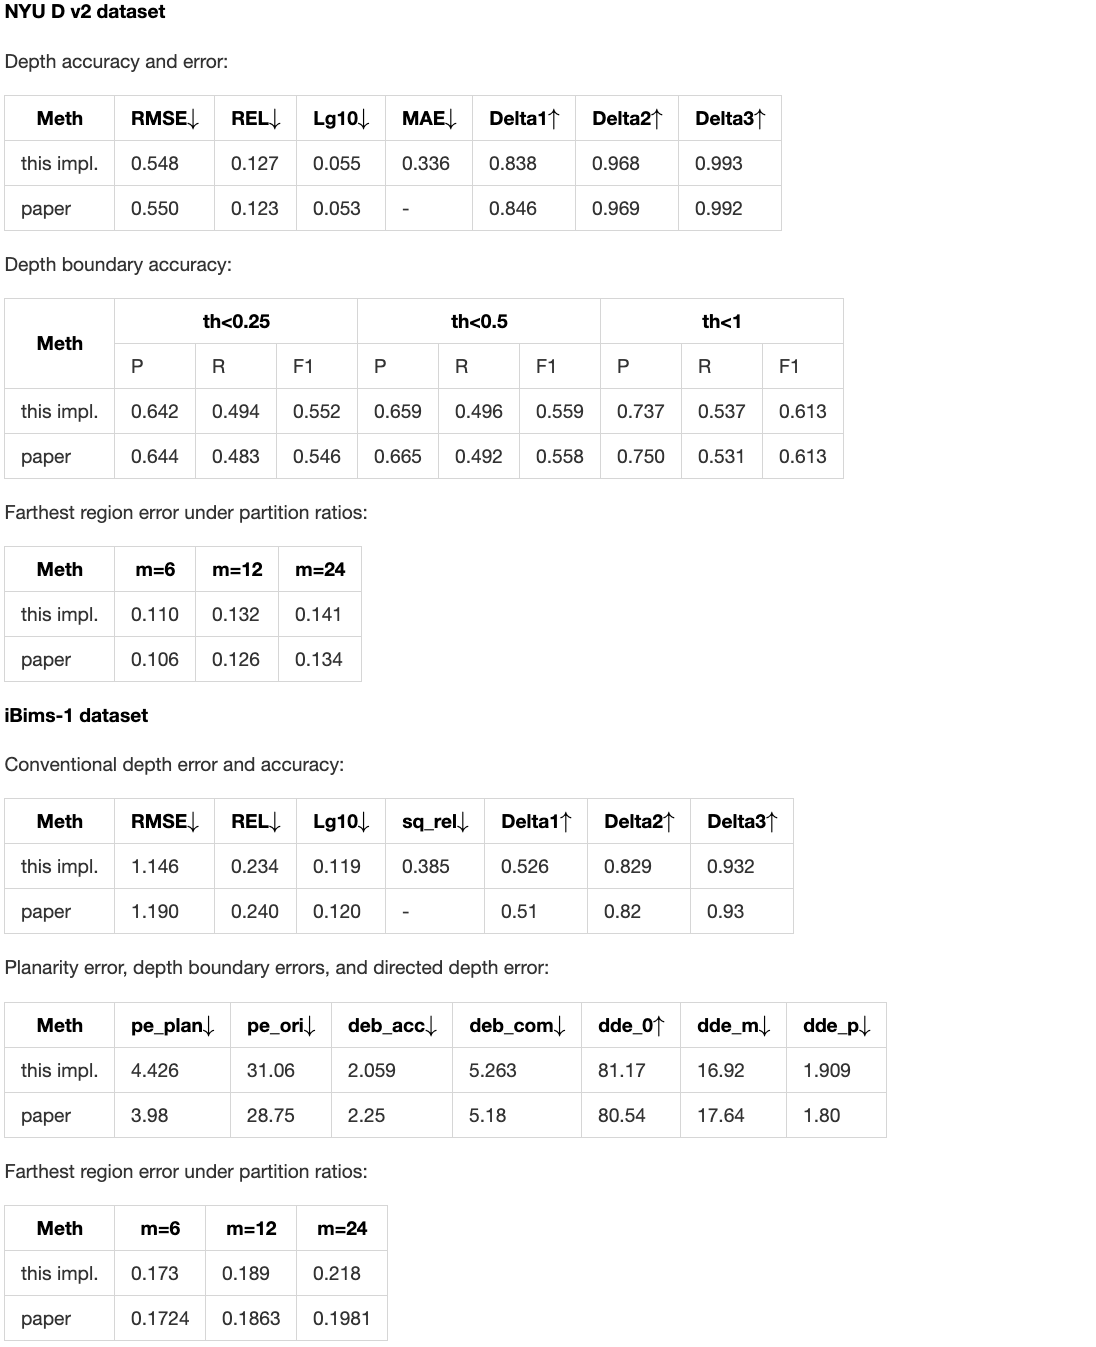 NYU D v2 dataset
Depth accuracy and error:
Meth RMSE↓ REL↓ Lg10↓ MAE↓ Delta1↑ Delta2↑ Delta3↑
this impl. 0.548 0.127 0.055 0.336 0.838 0.968 0.993
paper 0.550 0.123 0.053 - 0.846 0.969 0.992
Depth boundary accuracy:
Meth th<0.25 th<0.5 th<1
P R F1 P R F1 P R F1
this impl. 0.642 0.494 0.552 0.659 0.496 0.559 0.737 0.537 0.613
paper 0.644 0.483 0.546 0.665 0.492 0.558 0.750 0.531 0.613
Farthest region error under partition ratios:
Meth m=6 m=12 m=24
this impl. 0.110 0.132 0.141
paper 0.106 0.126 0.134
iBims-1 dataset
Conventional depth error and accuracy:
Meth RMSE↓ REL↓ Lg10↓ sq_rel↓ Delta1↑ Delta2↑ Delta3↑
this impl. 1.146 0.234 0.119 0.385 0.526 0.829 0.932
paper 1.190 0.240 0.120 - 0.51 0.82 0.93
Planarity error, depth boundary errors, and directed depth error:
Meth pe_plan↓ pe_ori↓ deb_acc↓ deb_com↓ dde_0↑ dde_m↓ dde_p↓
this impl. 4.426 31.06 2.059 5.263 81.17 16.92 1.909
paper 3.98 28.75 2.25 5.18 80.54 17.64 1.80
Farthest region error under partition ratios:
Meth m=6 m=12 m=24
this impl. 0.173 0.189 0.218
paper 0.1724 0.1863 0.1981